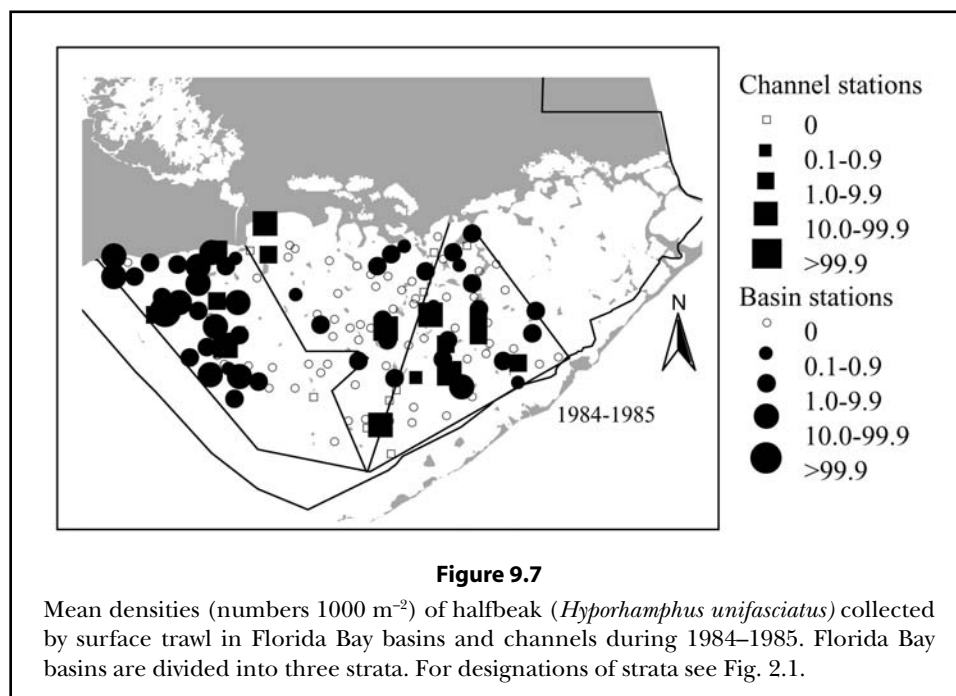 Channel stations
0
0.1-0.9
1.0-9.9
10.0-99.9
>99.9
Basin stations
0
0.1-0.9
1.0-9.9
10.0-99.9
>99.9
N
1984-1985
Figure 9.7
Mean densities (numbers 1000 m⁻²) of halfbeak (Hyporhamphus unifasciatus) collected
by surface trawl in Florida Bay basins and channels during 1984–1985. Florida Bay
basins are divided into three strata. For designations of strata see Fig. 2.1.